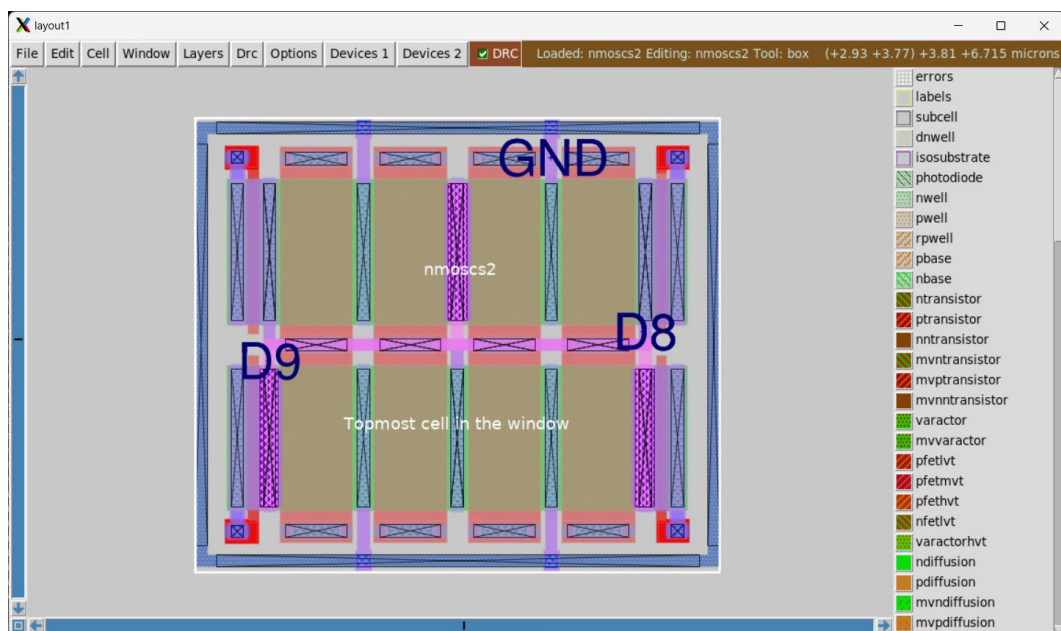 layout1
File Edit Cell Window Layers Drc Options Devices 1 Devices 2 DRC Loaded: nmoscs2 Editing: nmoscs2 Tool: box (+2.93 +3.77) +3.81 +6.715 microns
GND
nmoscs2
D8
D9
Topmost cell in the window
errors
labels
subcell
dnwell
isosubstrate
photodiode
nwell
pwell
rpwell
pbase
nbase
ntransistor
ptransistor
nntransistor
mvntransistor
mvptransistor
mvnntransistor
varactor
mvvaractor
pfetlvt
pfetmvt
pfethvt
nfetlvt
varactorhvt
ndiffusion
pdiffusion
mvndiffusion
mvpdiffusion